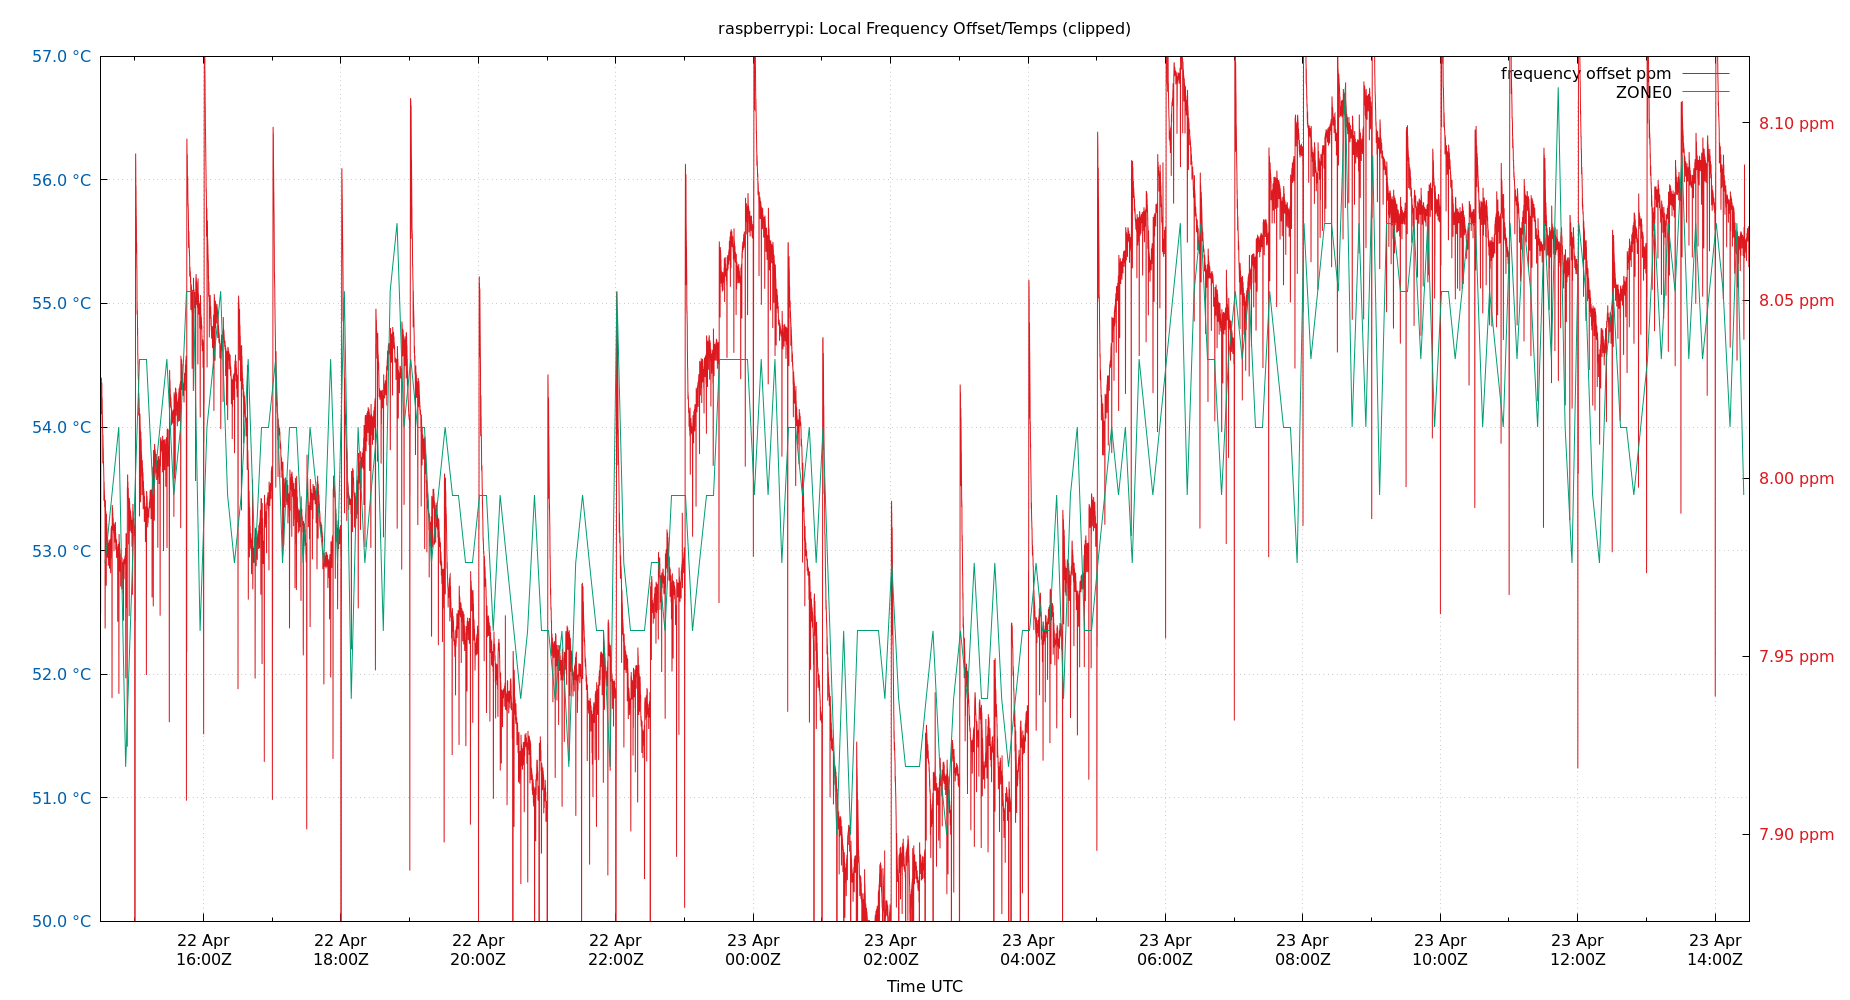 raspberrypi: Local Frequency Offset/Temps (clipped)
57.0 °C
56.0 °C
55.0 °C
54.0 °C
53.0 °C
52.0 °C
51.0 °C
50.0 °C
frequency offset ppm
ZONE0
8.10 ppm
8.05 ppm
8.00 ppm
7.95 ppm
7.90 ppm
22 Apr
16:00Z
22 Apr
18:00Z
22 Apr
20:00Z
22 Apr
22:00Z
23 Apr
00:00Z
23 Apr
02:00Z
23 Apr
04:00Z
23 Apr
06:00Z
23 Apr
08:00Z
23 Apr
10:00Z
23 Apr
12:00Z
23 Apr
14:00Z
Time UTC